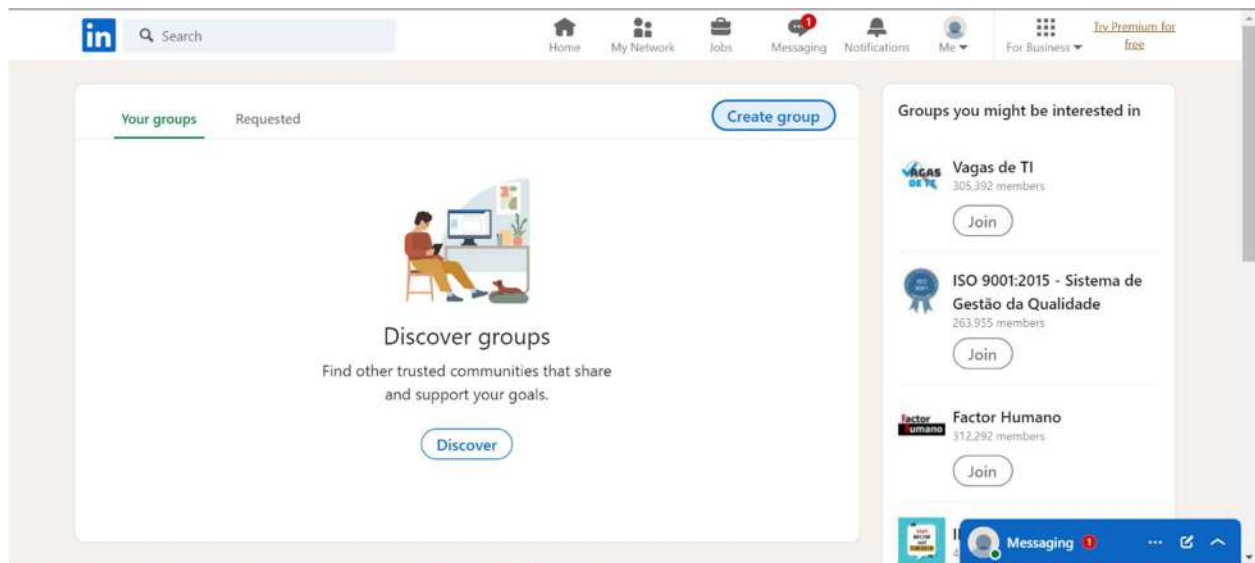 in
Search
1
Home
My Network
Jobs
Messaging
Notifications
Me
For Business
Try Premium for
free
Your groups
Requested
Create group
Discover groups
Find other trusted communities that share
and support your goals.
Discover
Groups you might be interested in
VAGAS
DE TI
Vagas de TI
305,392 members
Join
ISO 9001:2015 - Sistema de
Gestão da Qualidade
263,955 members
Join
factor
humano
Factor Humano
312,292 members
Join
Messaging 1